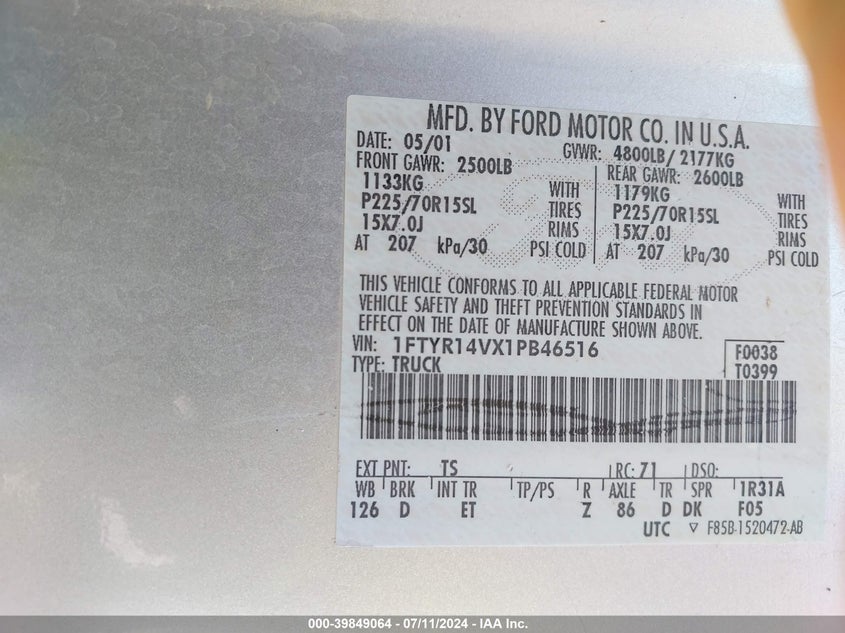 MFD. BY FORD MOTOR CO. IN U.S.A.
DATE: 05/01 GVWR: 4800LB/ 2177KG
FRONT GAWR: 2500LB REAR GAWR: 2600LB
1133KG WITH 1179KG WITH
P225/70R15SL TIRES P225/70R15SL TIRES
15X7.0J RIMS 15X7.0J RIMS
AT 207 kPa/30 PSI COLD AT 207 kPa/30 PSI COLD
THIS VEHICLE CONFORMS TO ALL APPLICABLE FEDERAL MOTOR
VEHICLE SAFETY AND THEFT PREVENTION STANDARDS IN
EFFECT ON THE DATE OF MANUFACTURE SHOWN ABOVE.
VIN: 1FTYR14VX1PB46516 F0038
TYPE: TRUCK T0399
EXT PNT: TS RC: 71 DSO:
WB BRK INT TR TP/PS R AXLE TR SPR 1R31A
126 D ET Z 86 D DK F05
UTC ▽ F85B-1520472-AB
000-39849064 - 07/11/2024 - IAA Inc.